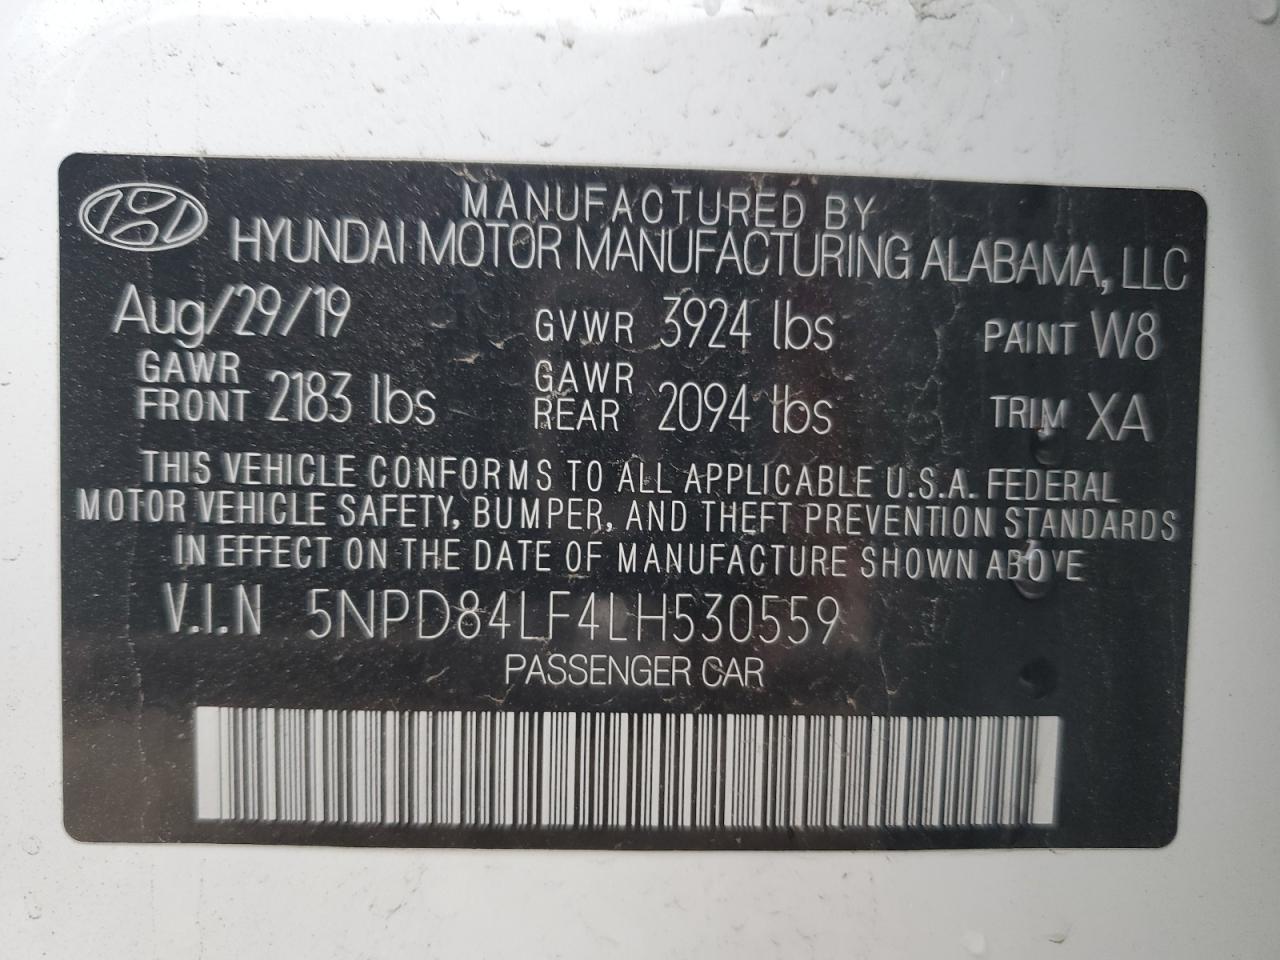 MANUFACTURED BY
HYUNDAI MOTOR MANUFACTURING ALABAMA, LLC
Aug/29/19 GVWR 3924 lbs PAINT W8
GAWR FRONT 2183 lbs GAWR REAR 2094 lbs TRIM XA
THIS VEHICLE CONFORMS TO ALL APPLICABLE U.S.A. FEDERAL
MOTOR VEHICLE SAFETY, BUMPER, AND THEFT PREVENTION STANDARDS
IN EFFECT ON THE DATE OF MANUFACTURE SHOWN ABOVE
V.I.N 5NPD84LF4LH530559
PASSENGER CAR